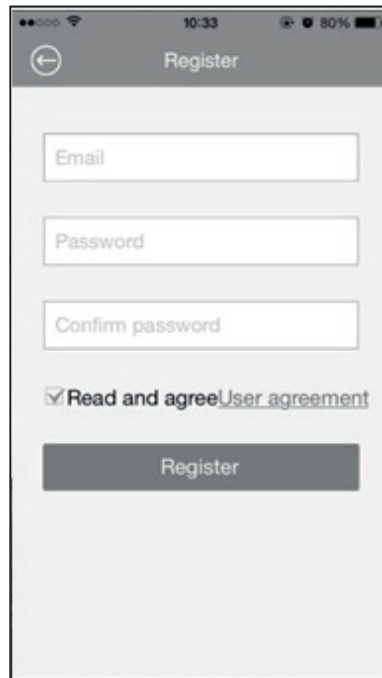 10:33
80%
Register
Email
Password
Confirm password
Read and agreeUser agreement
Register